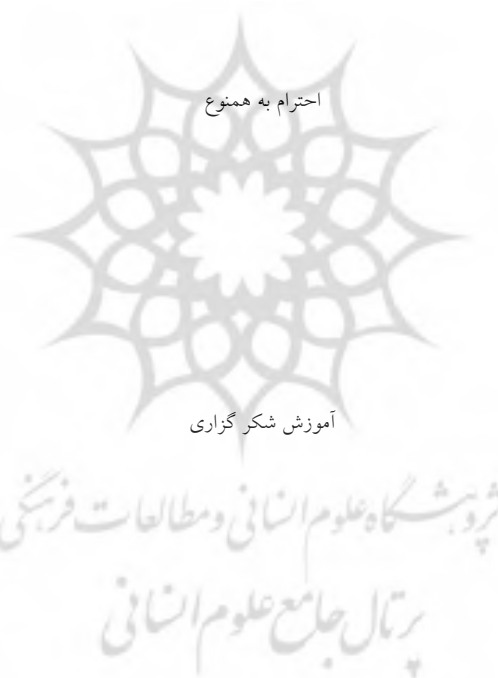 احترام به همنوع
آموزش شکر گزاری
پژوهشگاه علوم انسانی و مطالعات فرهنگی
پرتال جامع علوم انسانی